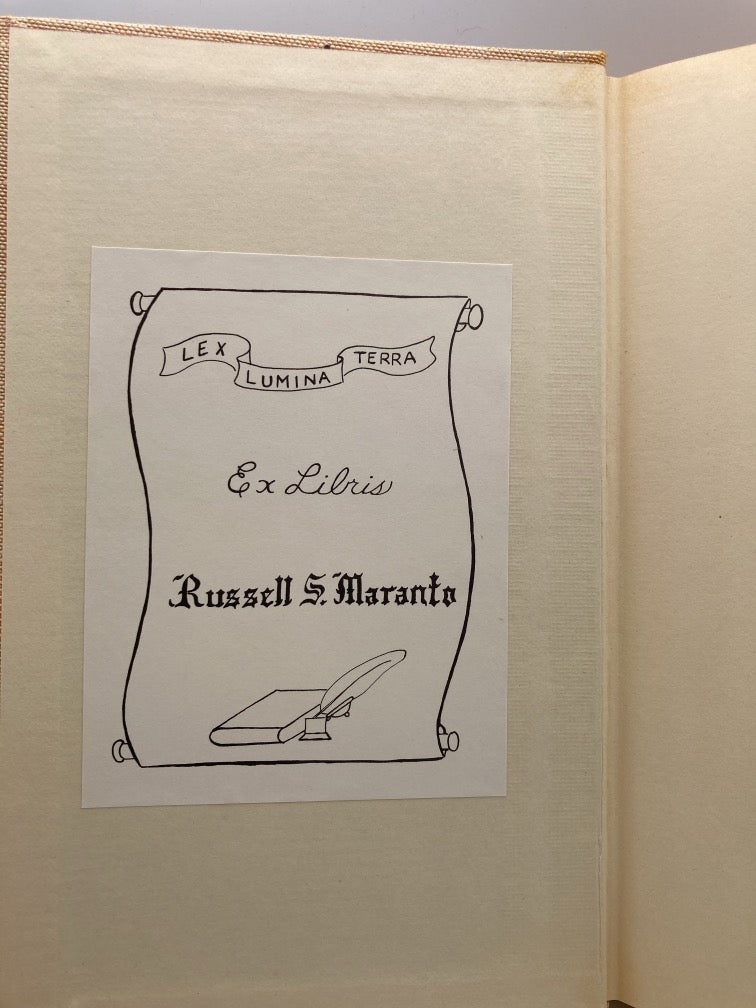 LEX LUMINA TERRA
Ex Libris
Russell S. Maranto